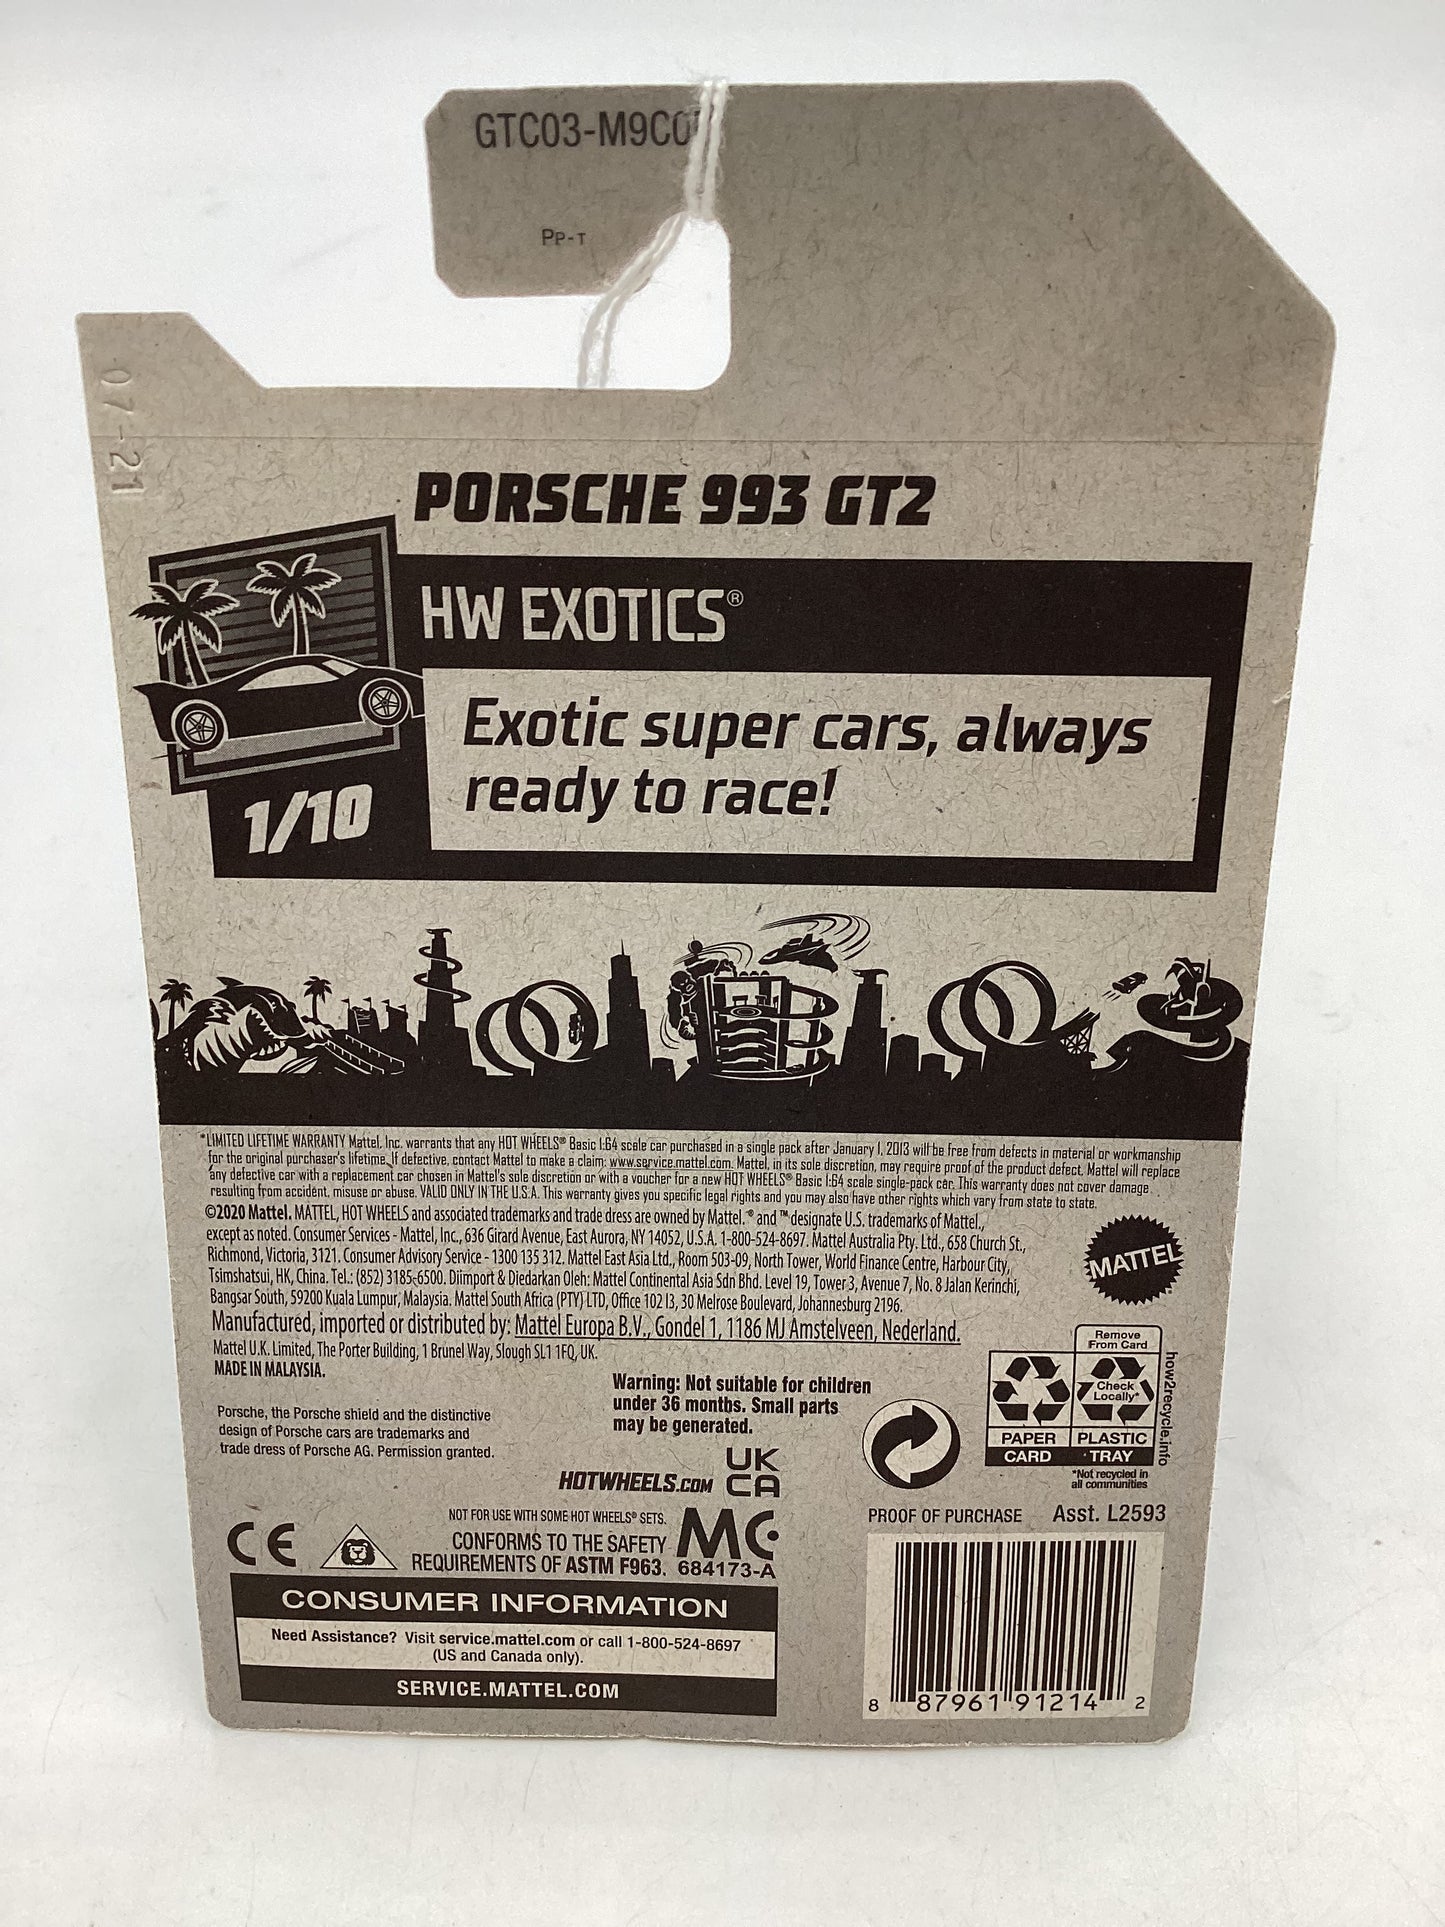 GTC03-M9C0
PP-T
07-21
PORSCHE 993 GT2
HW EXOTICS®
Exotic super cars, always
ready to race!
1/10
*LIMITED LIFETIME WARRANTY Mattel, Inc. warrants that any HOT WHEELS® Basic 1:64 scale car purchased in a single pack after January 1, 2013 will be free from defects in material or workmanship
for the original purchaser's lifetime. If defective, contact Mattel to make a claim: www.service.mattel.com. Mattel, in its sole discretion, may require proof of the product defect. Mattel will replace
any defective car with a replacement car chosen in Mattel's sole discretion or with a voucher for a new HOT WHEELS® Basic 1:64 scale single-pack car. This warranty does not cover damage
resulting from accident, misuse or abuse. VALID ONLY IN THE U.S.A. This warranty gives you specific legal rights and you may also have other rights which vary from state to state.
©2020 Mattel. MATTEL, HOT WHEELS and associated trademarks and trade dress are owned by Mattel. ® and ™ designate U.S. trademarks of Mattel,
except as noted. Consumer Services - Mattel, Inc., 636 Girard Avenue, East Aurora, NY 14052, U.S.A. 1-800-524-8697. Mattel Australia Pty. Ltd., 658 Church St.,
Richmond, Victoria, 3121. Consumer Advisory Service - 1300 135 312. Mattel East Asia Ltd., Room 503-09, North Tower, World Finance Centre, Harbour City,
Tsimshatsui, HK, China. Tel.: (852) 3185-6500. Diimport & Diedarkan Oleh: Mattel Continental Asia Sdn Bhd. Level 19, Tower 3, Avenue 7, No. 8 Jalan Kerinchi,
Bangsar South, 59200 Kuala Lumpur, Malaysia. Mattel South Africa (PTY) LTD, Office 102 I3, 30 Melrose Boulevard, Johannesburg 2196.
Manufactured, imported or distributed by: Mattel Europa B.V., Gondel 1, 1186 MJ Amstelveen, Nederland.
Mattel U.K. Limited, The Porter Building, 1 Brunel Way, Slough SL1 1FQ, UK.
MADE IN MALAYSIA.
MATTEL®
Porsche, the Porsche shield and the distinctive
design of Porsche cars are trademarks and
trade dress of Porsche AG. Permission granted.
Warning: Not suitable for children
under 36 months. Small parts
may be generated.
HOTWHEELS.COM
UK
CA
Remove
From Card
Check
Locally*
PAPER
CARD
PLASTIC
TRAY
*Not recycled in
all communities
how2recycle.info
CE
NOT FOR USE WITH SOME HOT WHEELS® SETS.
CONFORMS TO THE SAFETY
REQUIREMENTS OF ASTM F963.
MC
684173-A
PROOF OF PURCHASE
Asst. L2593
CONSUMER INFORMATION
Need Assistance? Visit service.mattel.com or call 1-800-524-8697
(US and Canada only).
SERVICE.MATTEL.COM
8 87961 91214 2